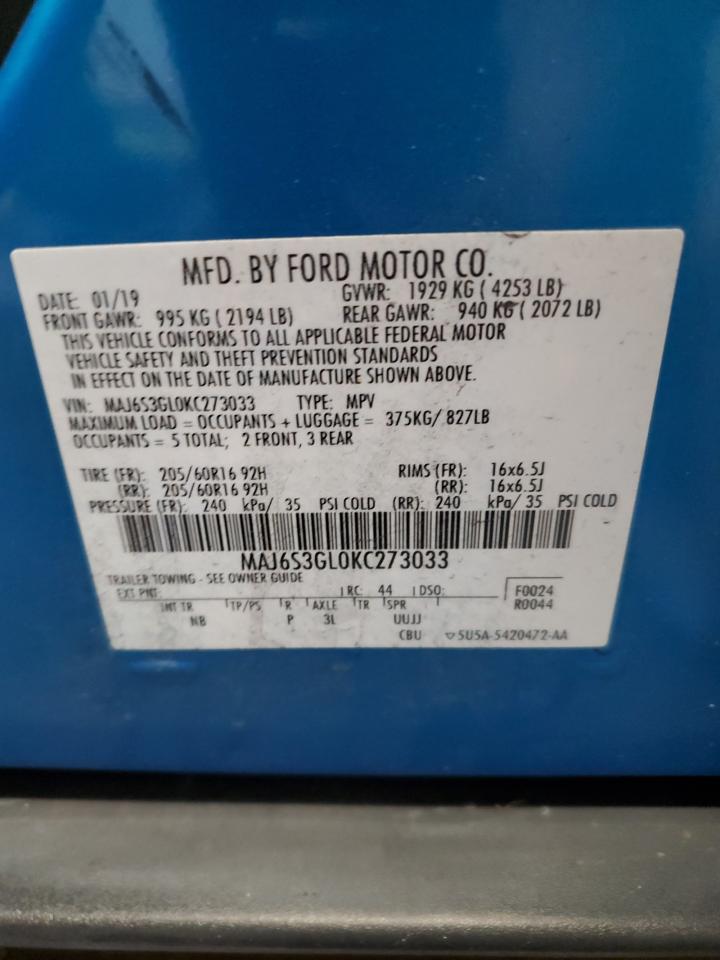 MFD. BY FORD MOTOR CO.
DATE: 01/19 GVWR: 1929 KG ( 4253 LB)
FRONT GAWR: 995 KG ( 2194 LB) REAR GAWR: 940 KG ( 2072 LB)
THIS VEHICLE CONFORMS TO ALL APPLICABLE FEDERAL MOTOR
VEHICLE SAFETY AND THEFT PREVENTION STANDARDS
IN EFFECT ON THE DATE OF MANUFACTURE SHOWN ABOVE.
VIN: MAJ6S3GL0KC273033 TYPE: MPV
MAXIMUM LOAD = OCCUPANTS + LUGGAGE = 375KG/ 827LB
OCCUPANTS = 5 TOTAL; 2 FRONT, 3 REAR
TIRE (FR): 205/60R16 92H RIMS (FR): 16x6.5J
(RR): 205/60R16 92H (RR): 16x6.5J
PRESSURE (FR): 240 kPa/ 35 PSI COLD (RR): 240 kPa/ 35 PSI COLD
MAJ6S3GL0KC273033
TRAILER TOWING - SEE OWNER GUIDE
EXT PNT: RC: 44 DSO: F0024
R0044
INT TR TP/PS R AXLE TR SPR
NB P 3L UUJJ
CBU ▽5U5A-5420472-AA